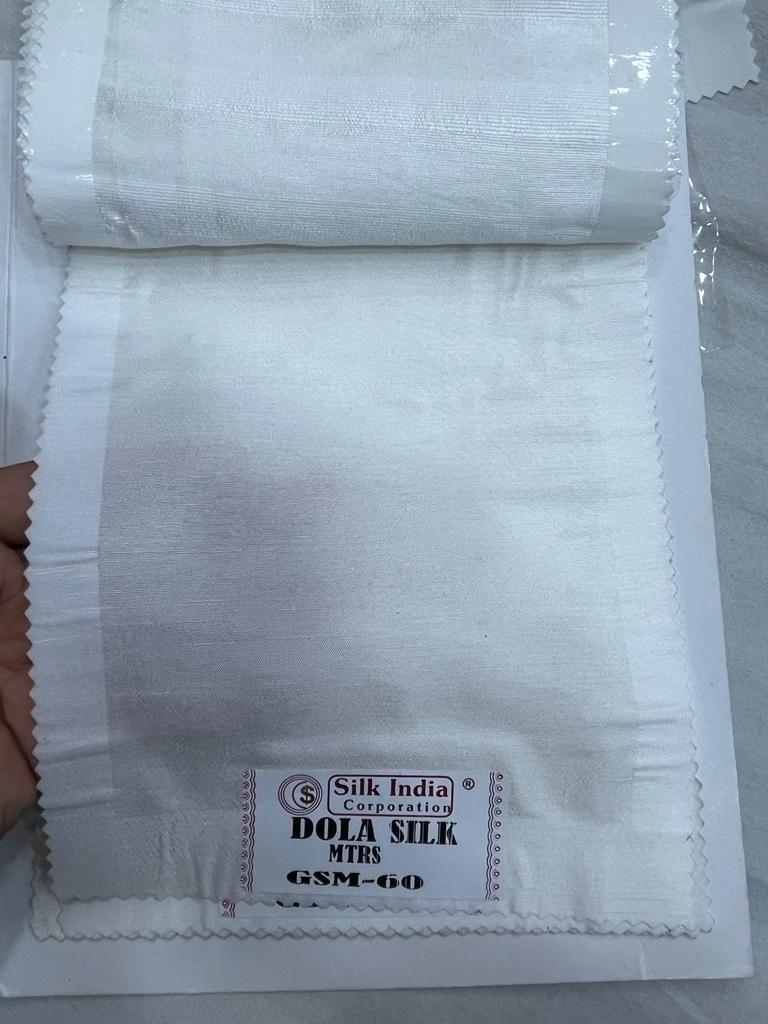 $ Silk India ®
Corporation
DOLA SILK
MTRS
GSM-60